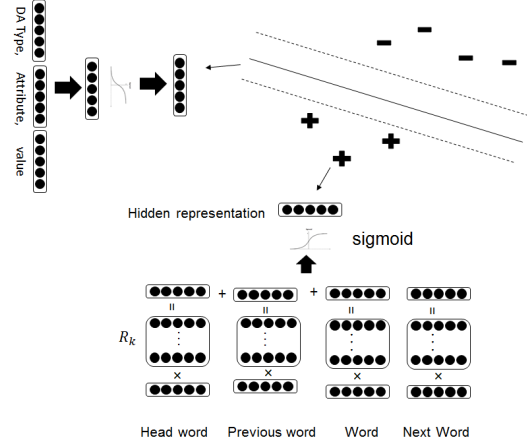 DA Type,
Attribute,
value
Hidden representation
sigmoid
+ +
= = = =
R_k
× × × ×
Head word Previous word Word Next Word